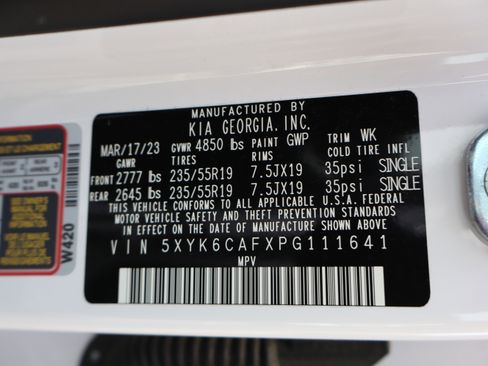 MANUFACTURED BY
KIA GEORGIA, INC.
MAR/17/23 GVWR 4850 lbs PAINT GWP TRIM WK
GAWR TIRES RIMS COLD TIRE INFL
FRONT 2777 lbs 235/55R19 7.5JX19 35psi SINGLE
REAR 2645 lbs 235/55R19 7.5JX19 35psi SINGLE
THIS VEHICLE CONFORMS TO ALL APPLICABLE U.S.A. FEDERAL
MOTOR VEHICLE SAFETY, BUMPER, AND THEFT PREVENTION
STANDARDS IN EFFECT ON THE DATE OF MANUFACTURE SHOWN ABOVE
VIN 5XYK6CAFXPG111641
MPV
W420